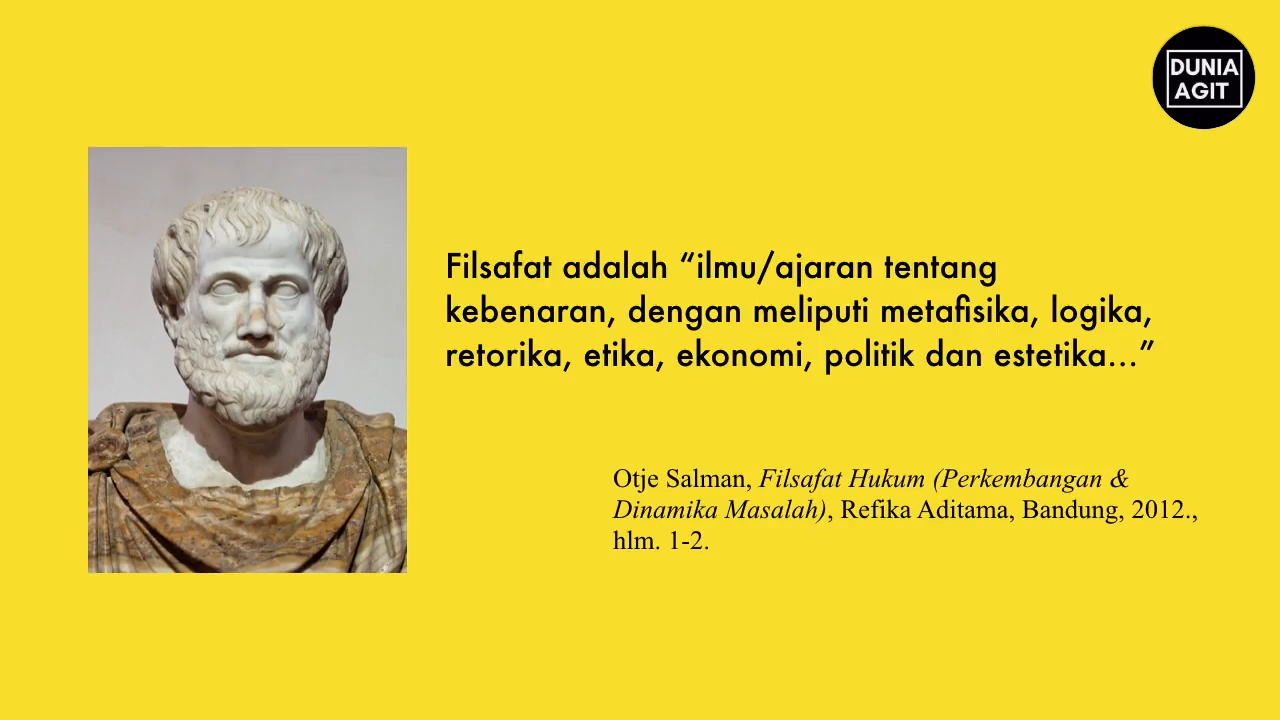 DUNIA
AGIT
Filsafat adalah “ilmu/ajaran tentang
kebenaran, dengan meliputi metafisika, logika,
retorika, etika, ekonomi, politik dan estetika...”
Otje Salman, Filsafat Hukum (Perkembangan &
Dinamika Masalah), Refika Aditama, Bandung, 2012.,
hlm. 1-2.